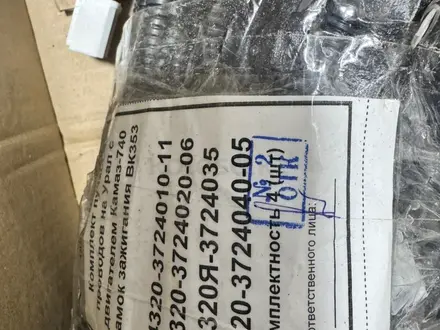 Комплект
проводов на Урал с
двигателем Камаз-740
замок зажигания ВК353
4320-3724010-11
320-3724020-06
320Я-3724035
20-3724040-05
мплектность 4 (шт)
ответственного лица:
№ 2
ОТК